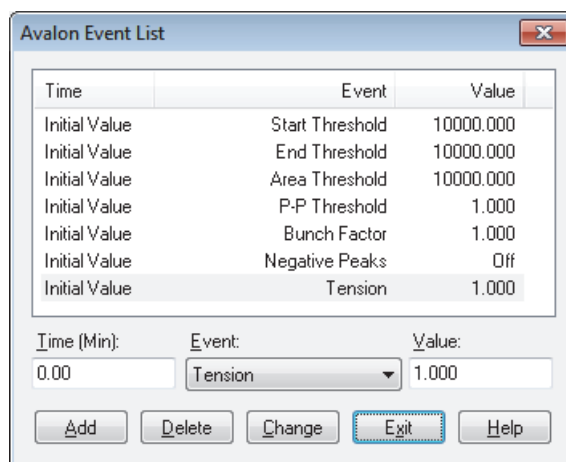 Avalon Event List
Time Event Value
Initial Value Start Threshold 10000.000
Initial Value End Threshold 10000.000
Initial Value Area Threshold 10000.000
Initial Value P-P Threshold 1.000
Initial Value Bunch Factor 1.000
Initial Value Negative Peaks Off
Initial Value Tension 1.000
Time (Min): Event: Value:
0.00 Tension 1.000
Add Delete Change Exit Help